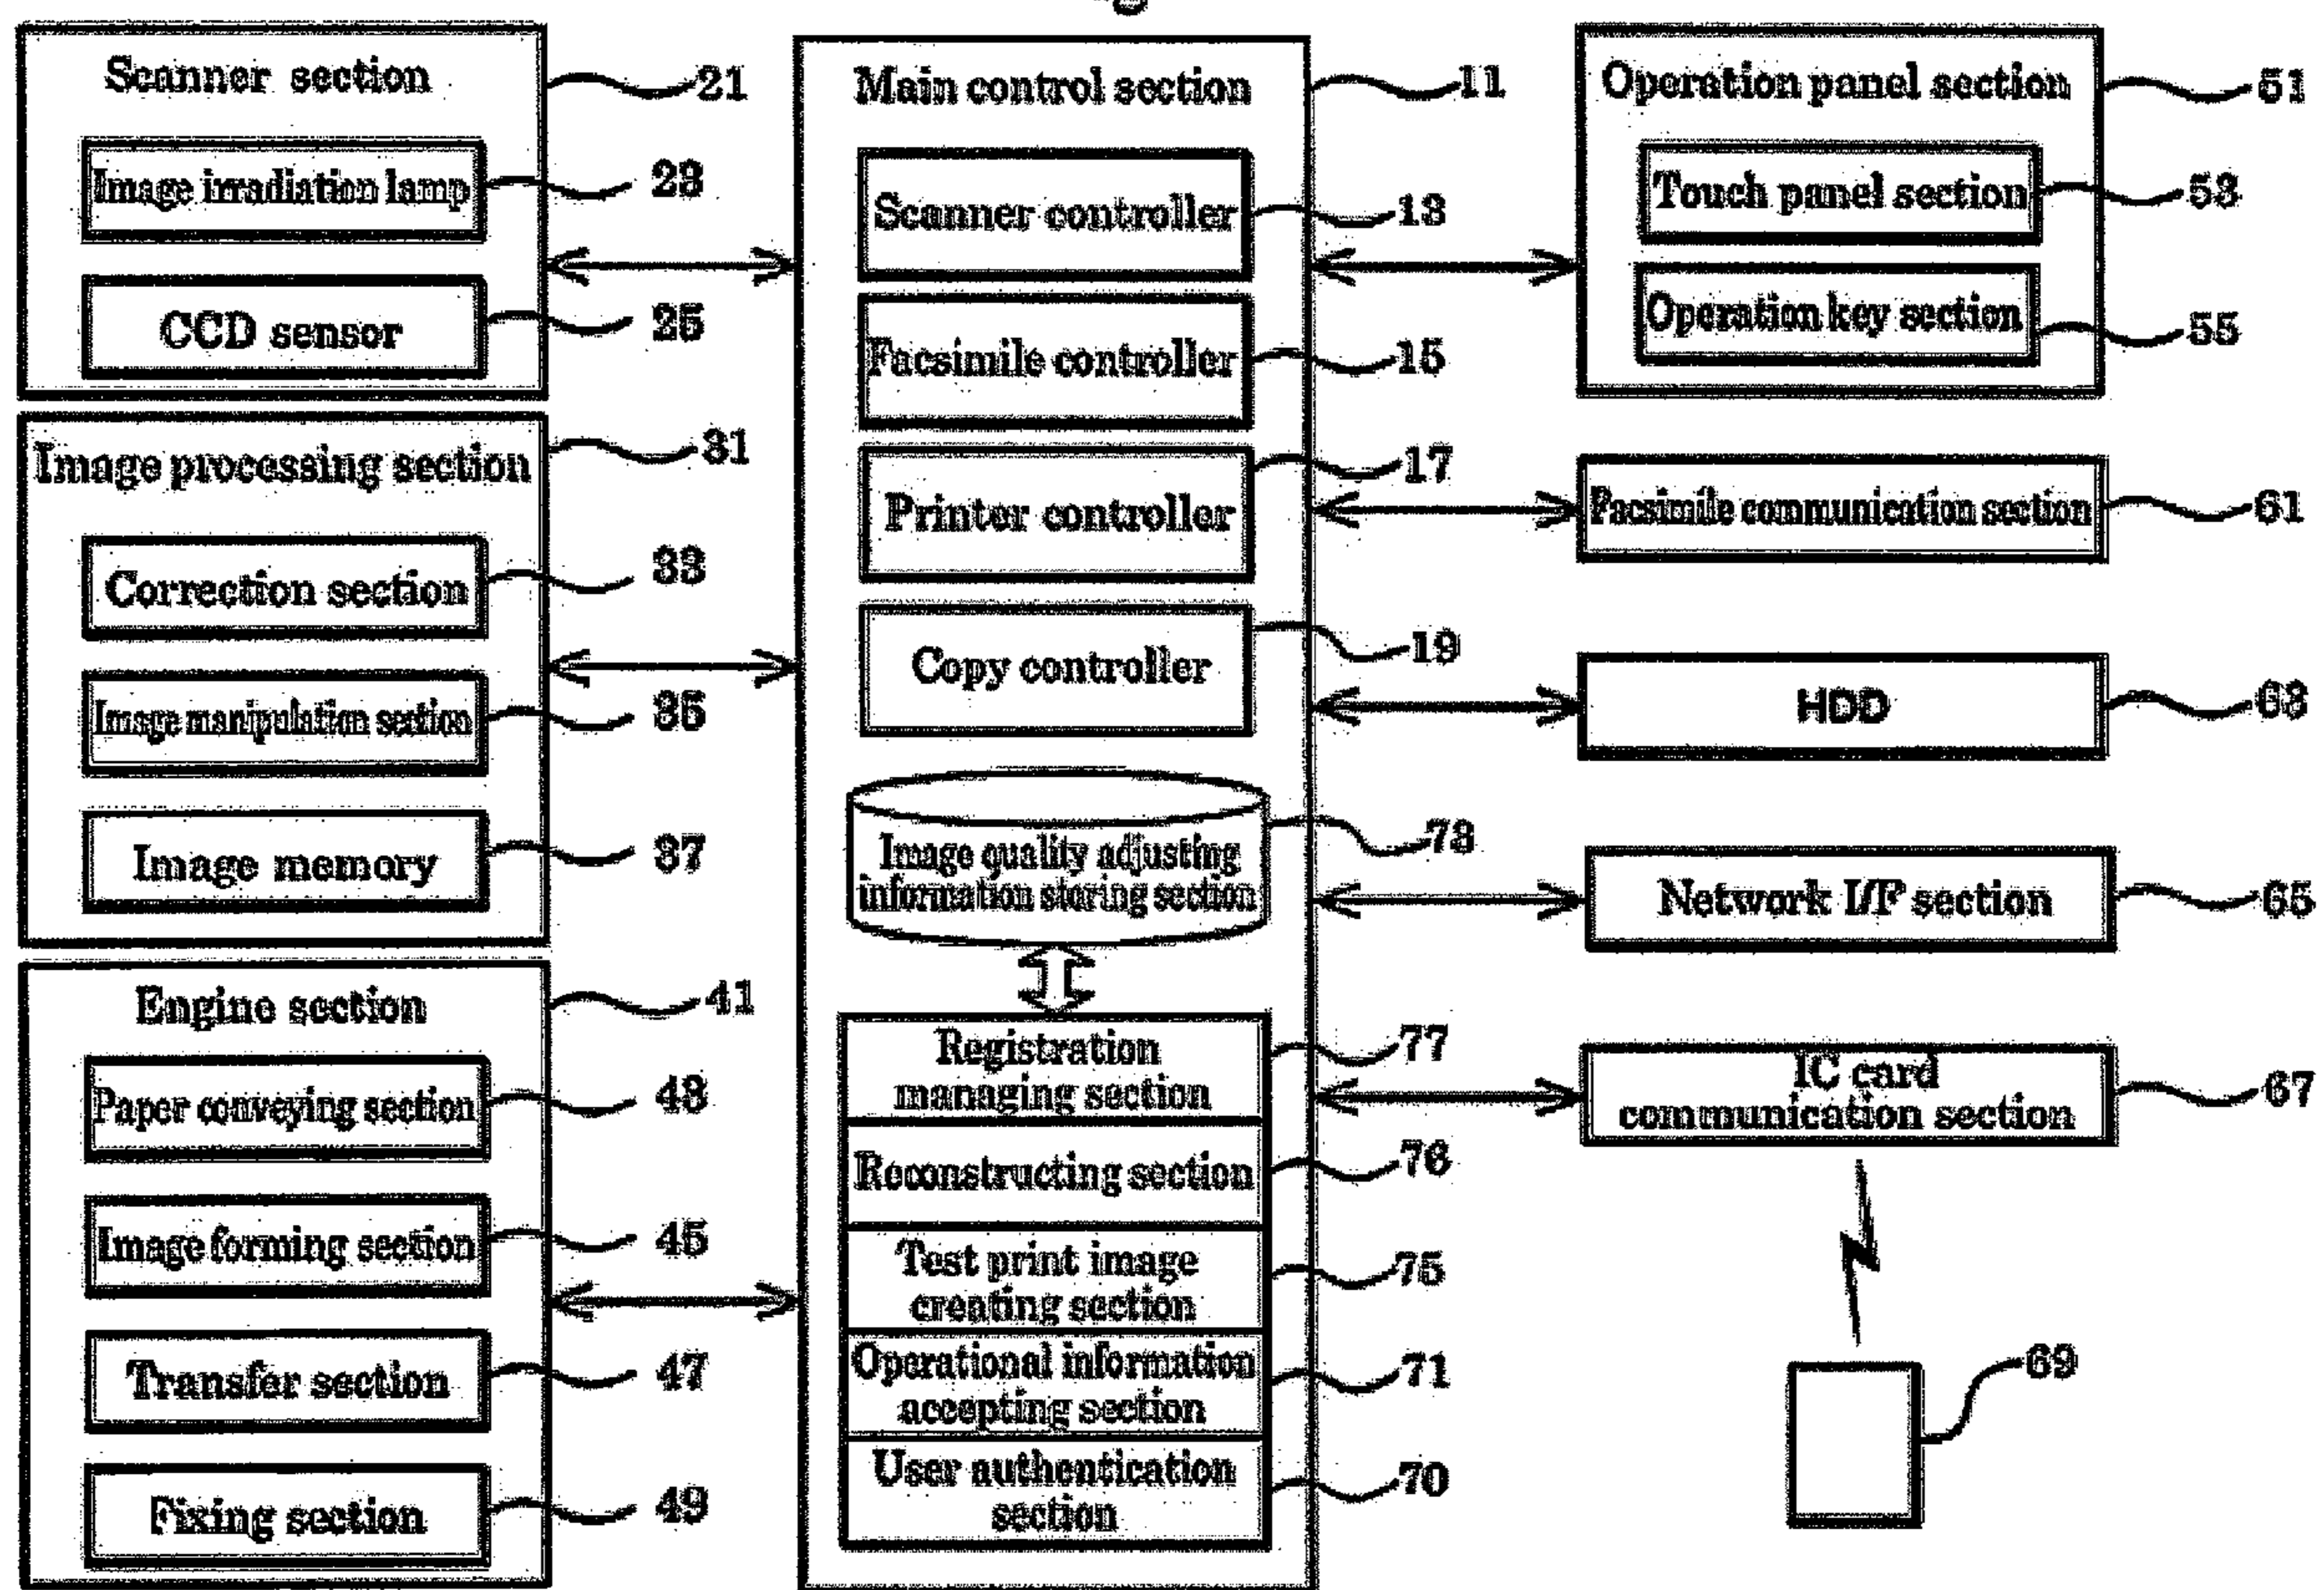 Scanner section
21
Image irradiation lamp
23
CCD sensor
25
Image processing section
31
Correction section
33
Image manipulation section
35
Image memory
37
Engine section
41
Paper conveying section
43
Image forming section
45
Transfer section
47
Fixing section
49
Main control section
11
Scanner controller
13
Facsimile controller
15
Printer controller
17
Copy controller
19
Image quality adjusting
information storing section
73
Registration
managing section
77
Reconstructing section
76
Test print image
creating section
75
Operational information
accepting section
71
User authentication
section
70
Operation panel section
51
Touch panel section
53
Operation key section
55
Facsimile communication section
61
HDD
63
Network I/F section
65
IC card
communication section
67
69